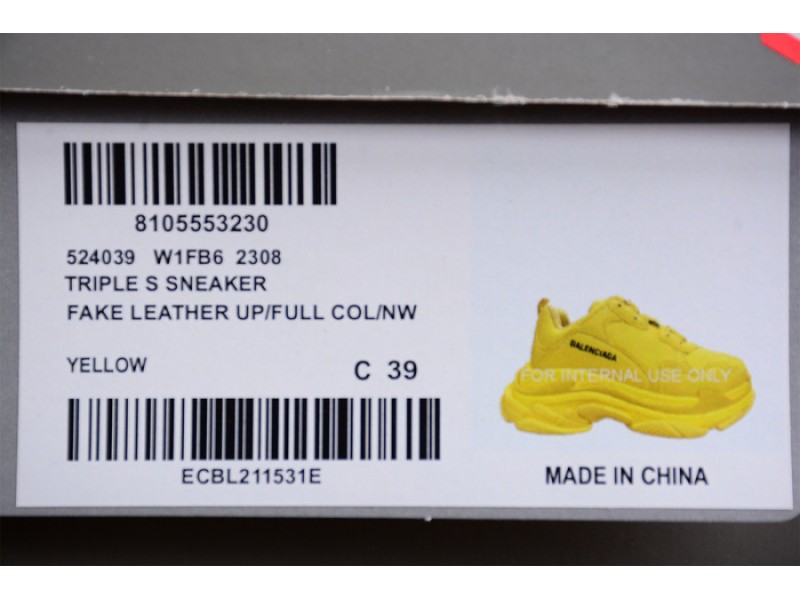 8105553230
524039 W1FB6 2308
TRIPLE S SNEAKER
FAKE LEATHER UP/FULL COL/NW
YELLOW
C 39
ECBL211531E
BALENCIAGA
FOR INTERNAL USE ONLY
MADE IN CHINA